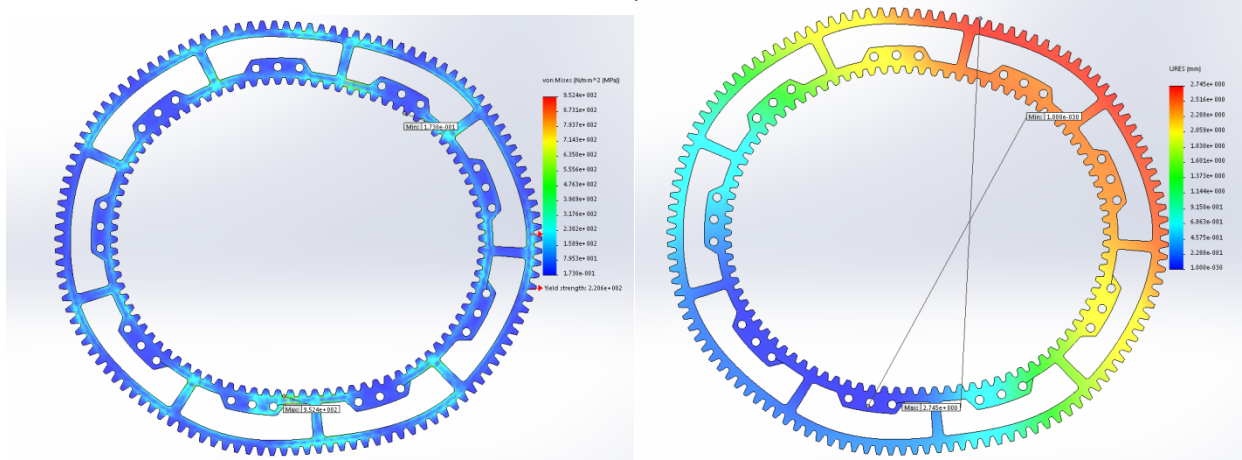 von Mises (N/mm^2 (MPa))
9.524e+002
8.731e+002
7.937e+002
7.143e+002
6.350e+002
5.556e+002
4.763e+002
3.969e+002
3.176e+002
2.382e+002
1.589e+002
7.953e+001
1.730e-001
Yield strength: 2.206e+002
Min: 1.730e-001
Max: 9.524e+002
URES (mm)
2.745e+000
2.516e+000
2.288e+000
2.059e+000
1.830e+000
1.601e+000
1.373e+000
1.144e+000
9.150e-001
6.863e-001
4.575e-001
2.288e-001
1.000e-030
Min: 1.000e-030
Max: 2.745e+000